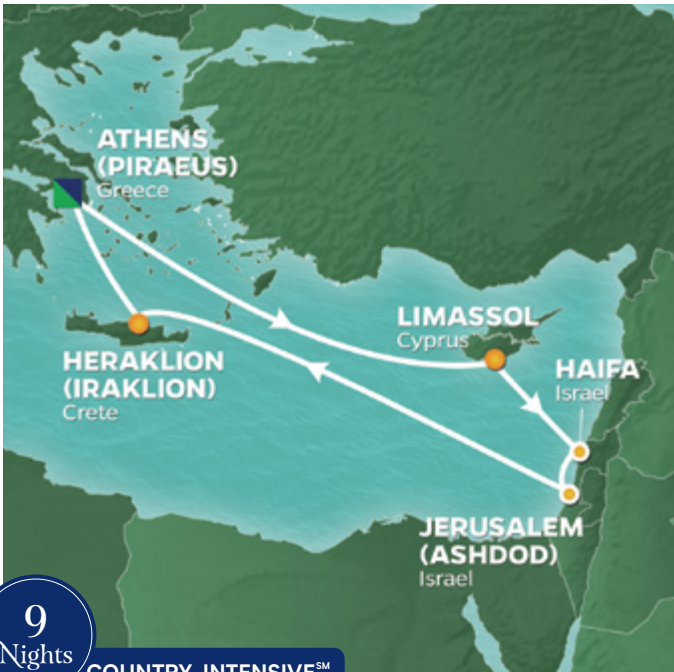 ATHENS
(PIRAEUS)
Greece
LIMASSOL
Cyprus
HAIFA
Israel
HERAKLION
(IRAKLION)
Crete
JERUSALEM
(ASHDOD)
Israel
9
Nights
COUNTRY-INTENSIVE℠